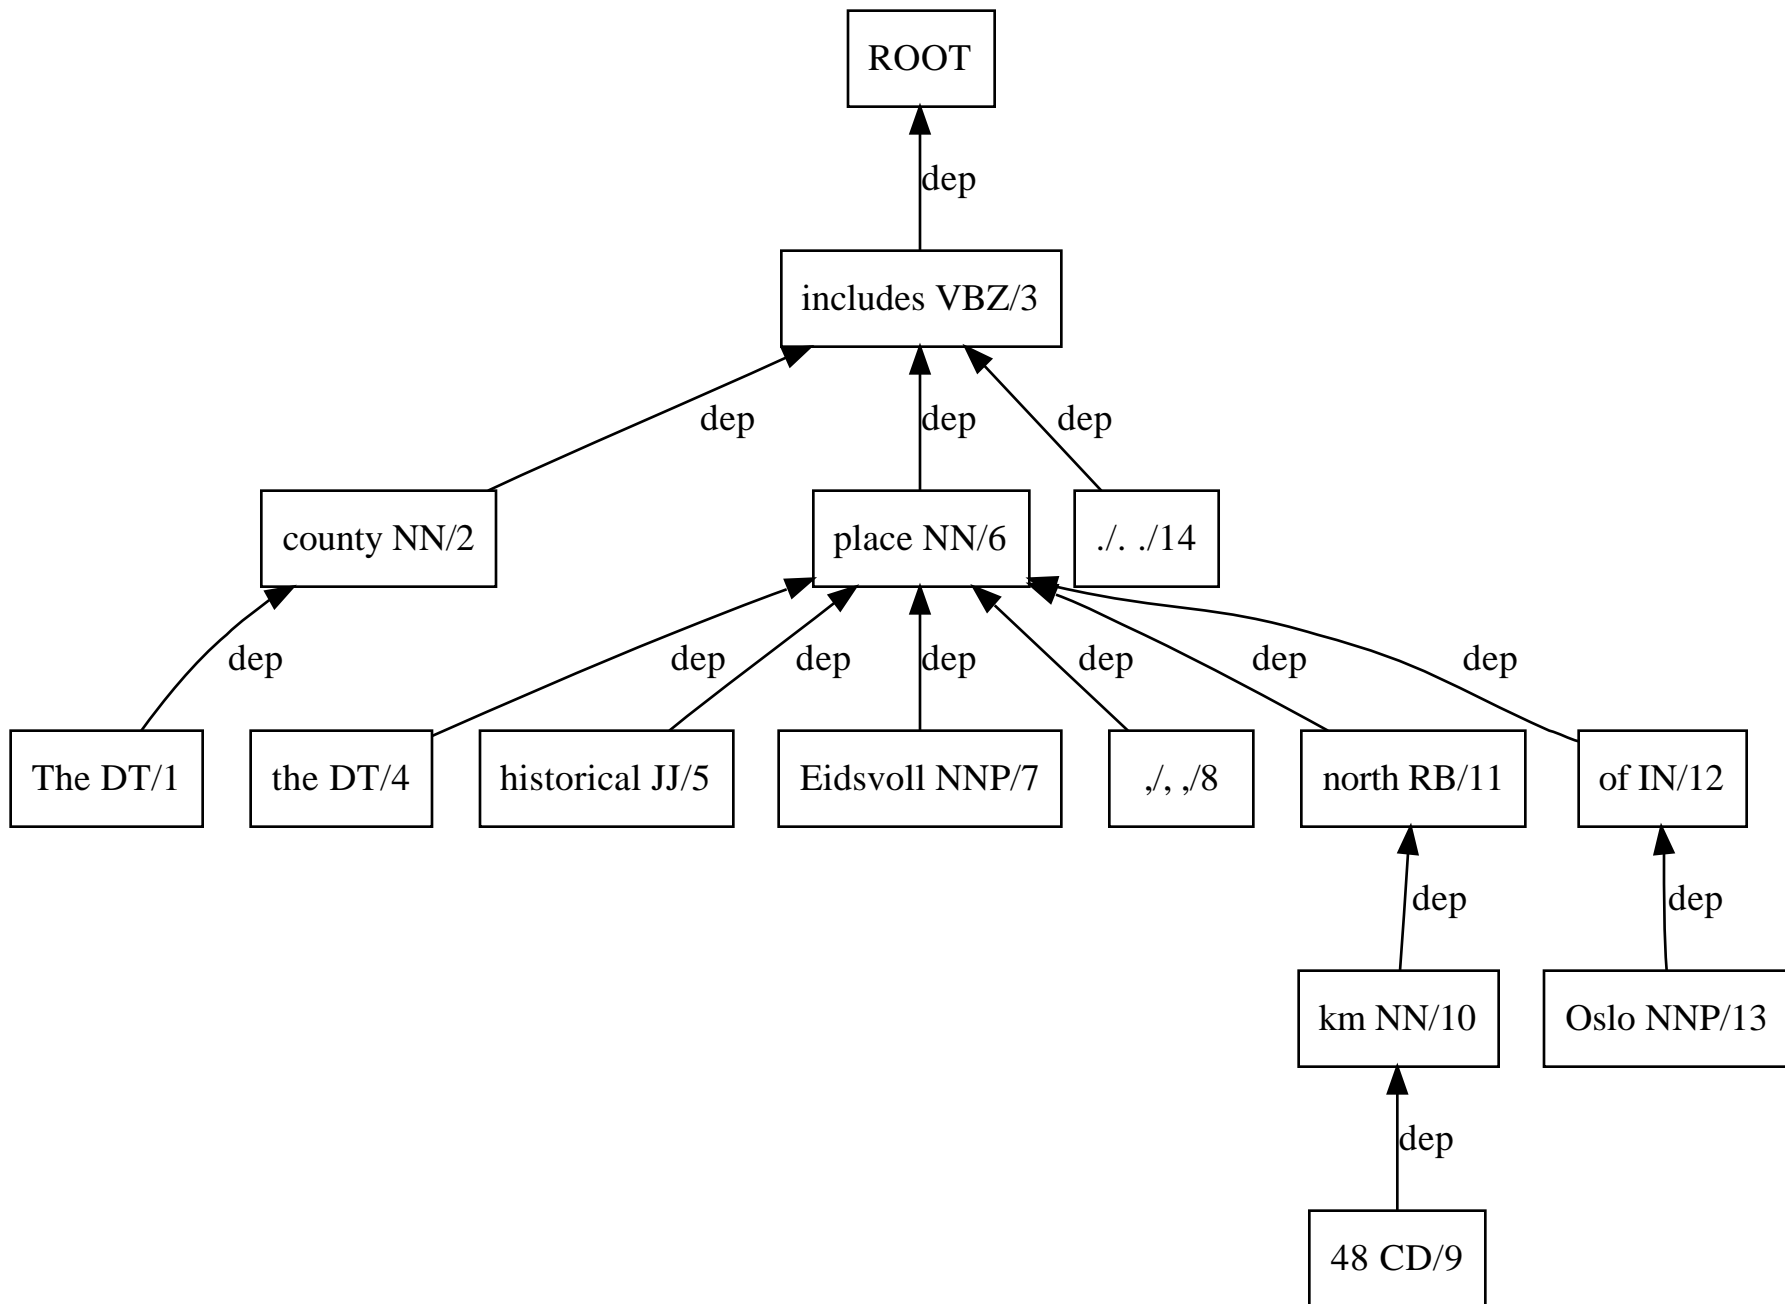 ROOT
dep
includes VBZ/3
dep dep dep
county NN/2 place NN/6 ./. ./14
dep dep dep dep dep dep dep
The DT/1 the DT/4 historical JJ/5 Eidsvoll NNP/7 ,/, ,/8 north RB/11 of IN/12
dep dep
km NN/10 Oslo NNP/13
dep
48 CD/9